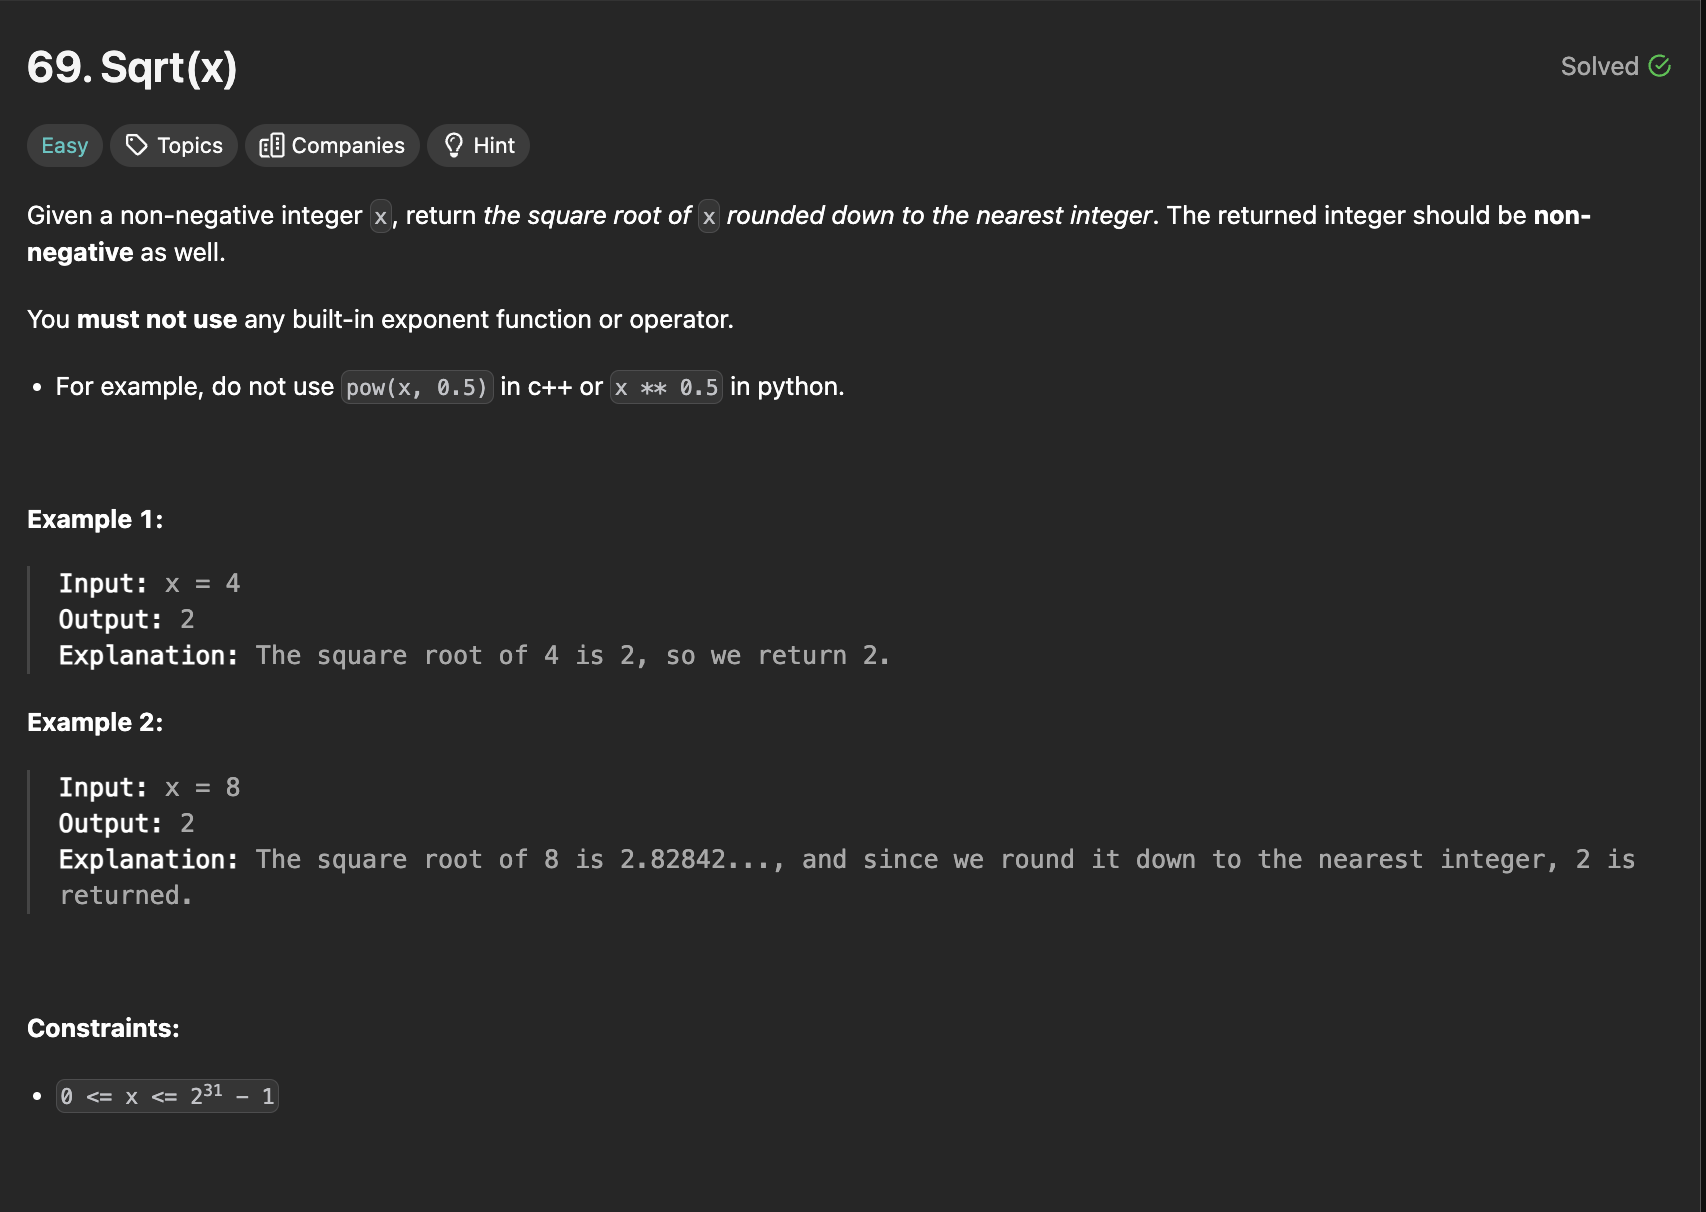 69. Sqrt(x)
Solved
Easy
Topics
Companies
Hint
Given a non-negative integer x, return the square root of x rounded down to the nearest integer. The returned integer should be non-
negative as well.
You must not use any built-in exponent function or operator.
• For example, do not use pow(x, 0.5) in c++ or x ** 0.5 in python.
Example 1:
Input: x = 4
Output: 2
Explanation: The square root of 4 is 2, so we return 2.
Example 2:
Input: x = 8
Output: 2
Explanation: The square root of 8 is 2.82842..., and since we round it down to the nearest integer, 2 is
returned.
Constraints:
• 0 <= x <= 2³¹ - 1